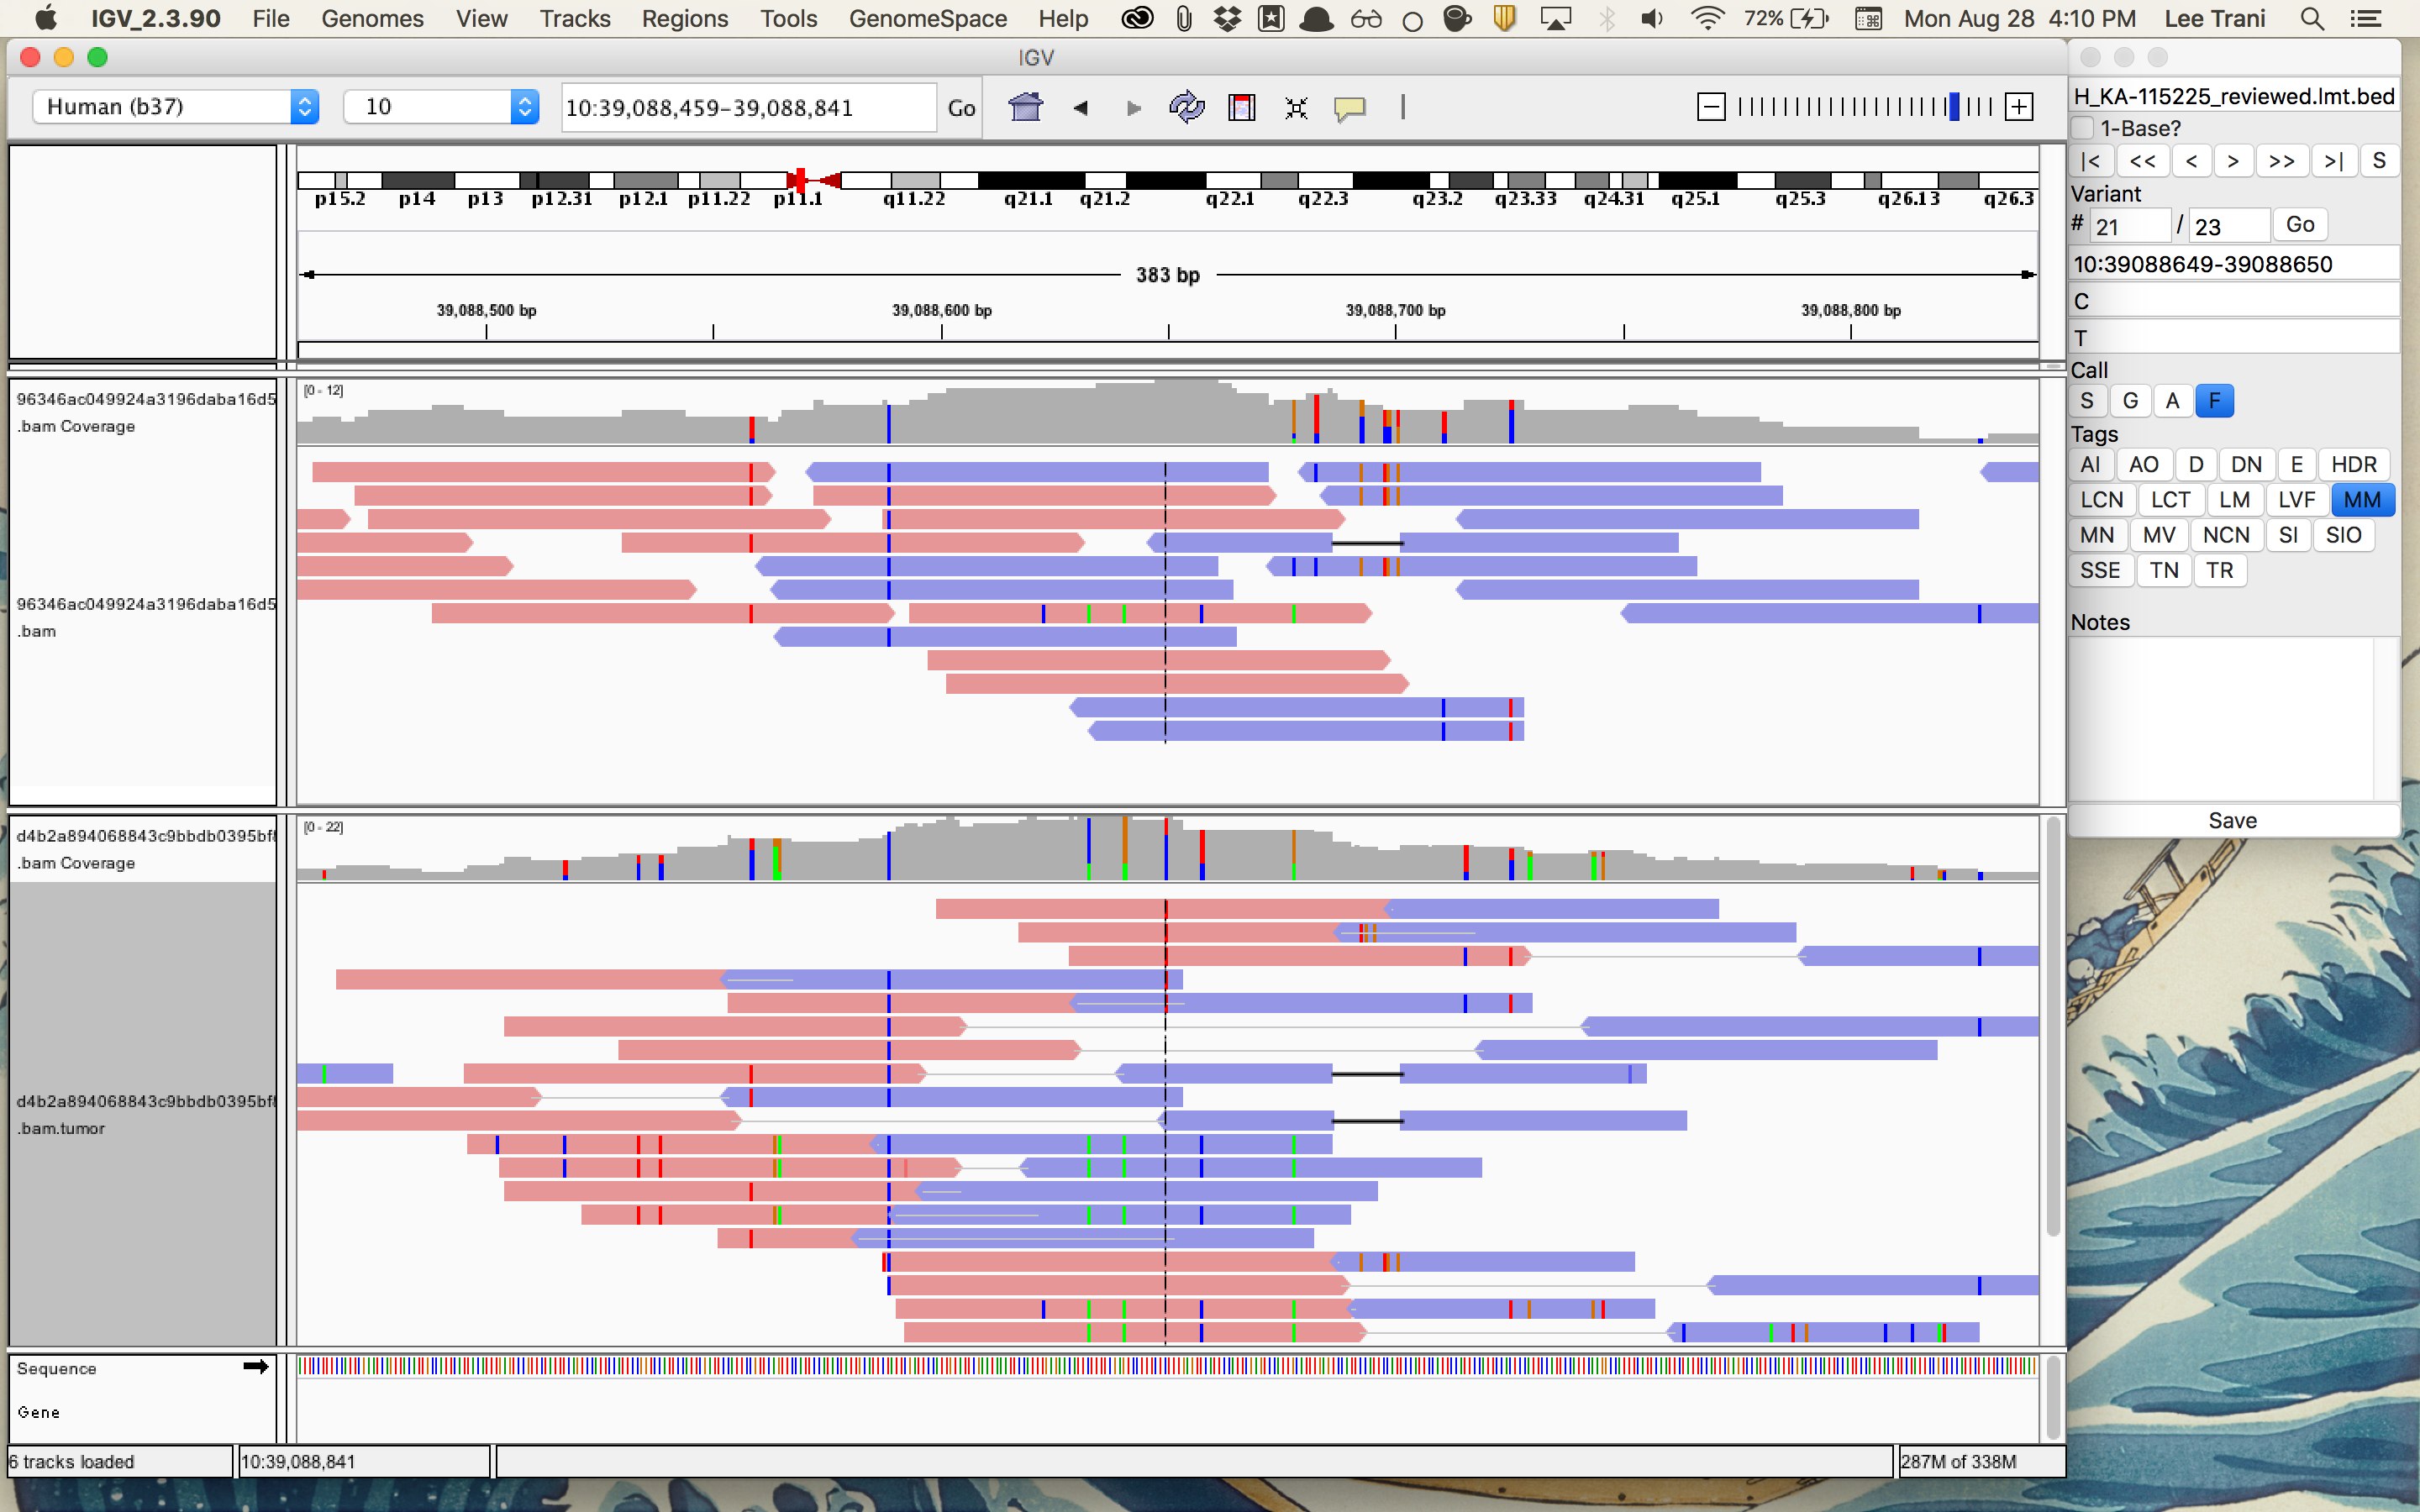 IGV_2.3.90 File Genomes View Tracks Regions Tools GenomeSpace Help 72% Mon Aug 28 4:10 PM Lee Trani
IGV
Human (b37) 10 10:39,088,459-39,088,841 Go
p15.2 p14 p13 p12.31 p12.1 p11.22 p11.1 q11.22 q21.1 q21.2 q22.1 q22.3 q23.2 q23.33 q24.31 q25.1 q25.3 q26.13 q26.3
383 bp
39,088,500 bp 39,088,600 bp 39,088,700 bp 39,088,800 bp
96346ac049924a3196daba16d5
.bam Coverage
[0 - 12]
96346ac049924a3196daba16d5
.bam
d4b2a894068843c9bbdb0395bf
.bam Coverage
[0 - 22]
d4b2a894068843c9bbdb0395bf
.bam.tumor
Sequence
Gene
6 tracks loaded 10:39,088,841 287M of 338M
H_KA-115225_reviewed.lmt.bed
1-Base?
|< << < > >> >| S
Variant
# 21 / 23 Go
10:39088649-39088650
C
T
Call
S G A F
Tags
AI AO D DN E HDR
LCN LCT LM LVF MM
MN MV NCN SI SIO
SSE TN TR
Notes
Save